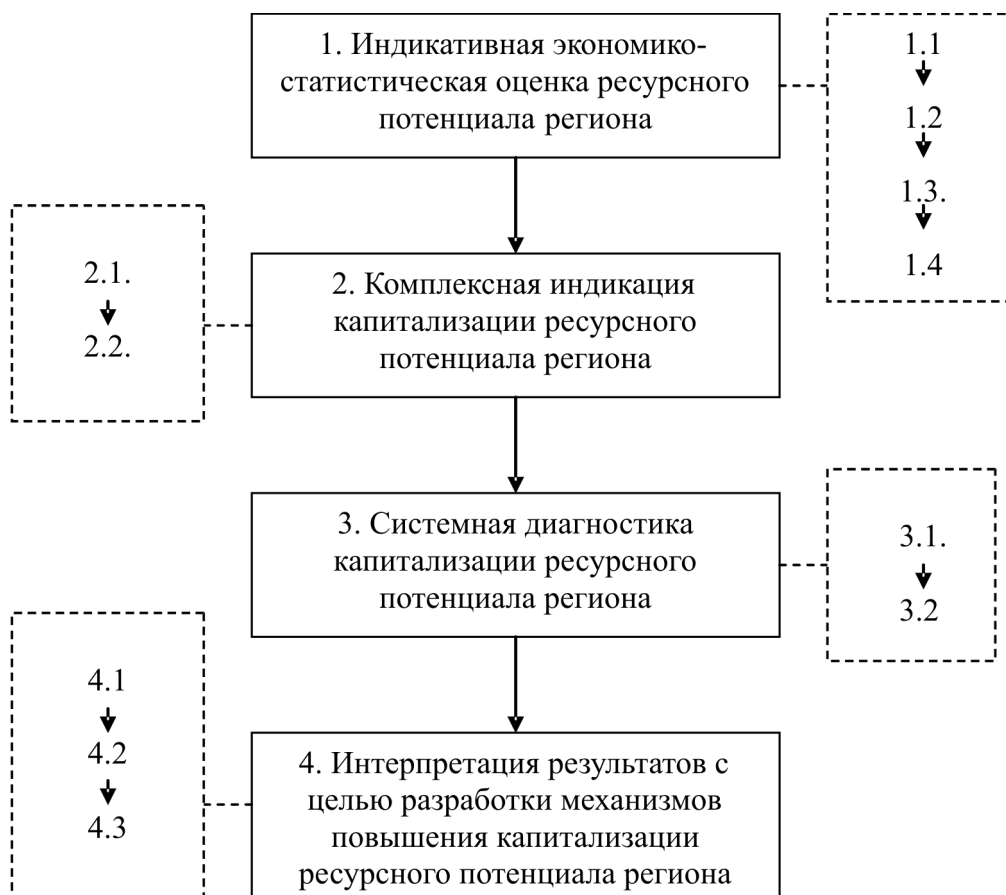 1. Индикативная экономико-
статистическая оценка ресурсного
потенциала региона
1.1
1.2
1.3.
1.4
2. Комплексная индикация
капитализации ресурсного
потенциала региона
2.1.
2.2.
3. Системная диагностика
капитализации ресурсного
потенциала региона
3.1.
3.2
4. Интерпретация результатов с
целью разработки механизмов
повышения капитализации
ресурсного потенциала региона
4.1
4.2
4.3